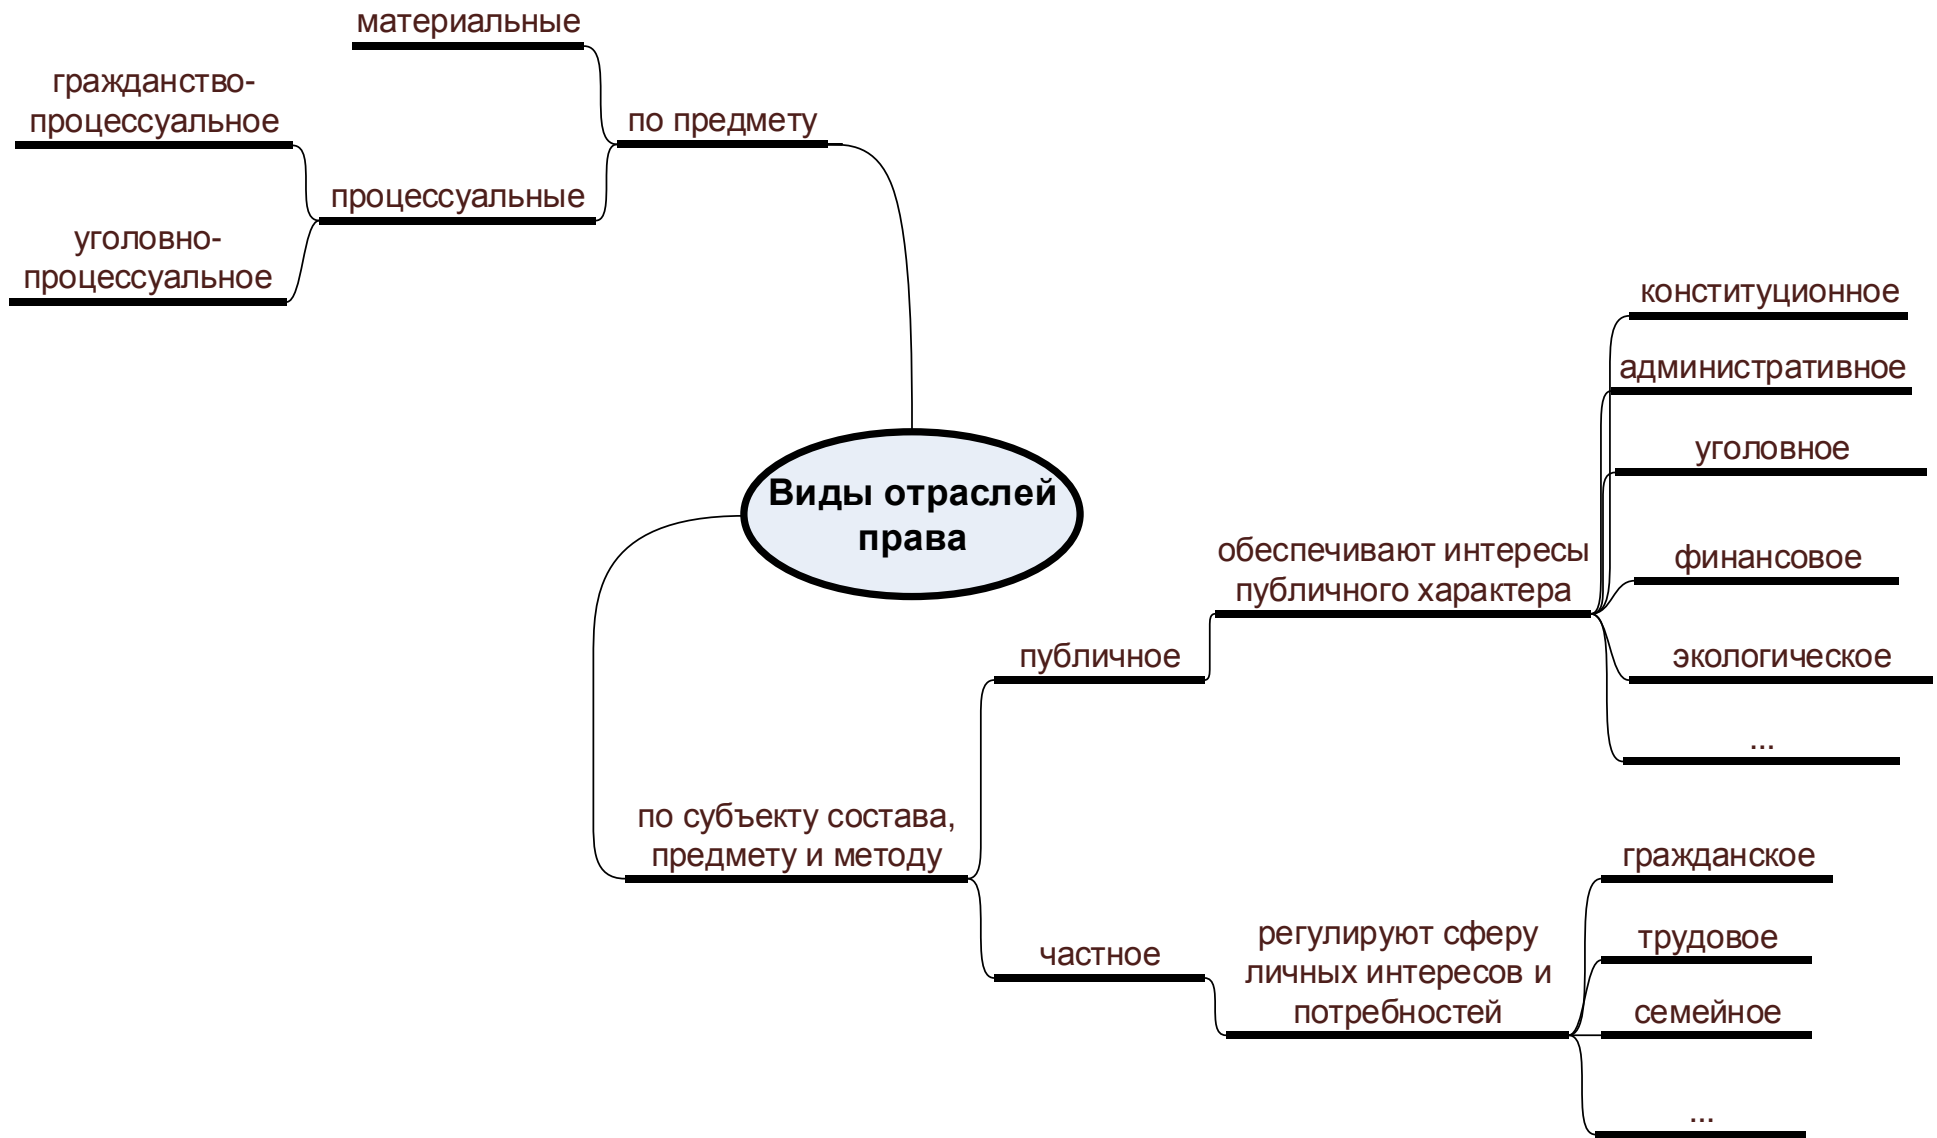 материальные
гражданство-
процессуальное
по предмету
процессуальные
уголовно-
процессуальное
Виды отраслей
права
конституционное
административное
уголовное
обеспечивают интересы
публичного характера
финансовое
публичное
экологическое
...
по субъекту состава,
предмету и методу
частное
регулируют сферу
личных интересов и
потребностей
гражданское
трудовое
семейное
...